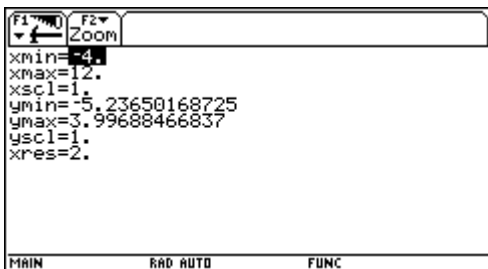 F1 F2
Zoom
xmin=-4.
xmax=12.
xscl=1.
ymin=-5.23650168725
ymax=3.99688466837
yscl=1.
xres=2.
MAIN RAD AUTO FUNC